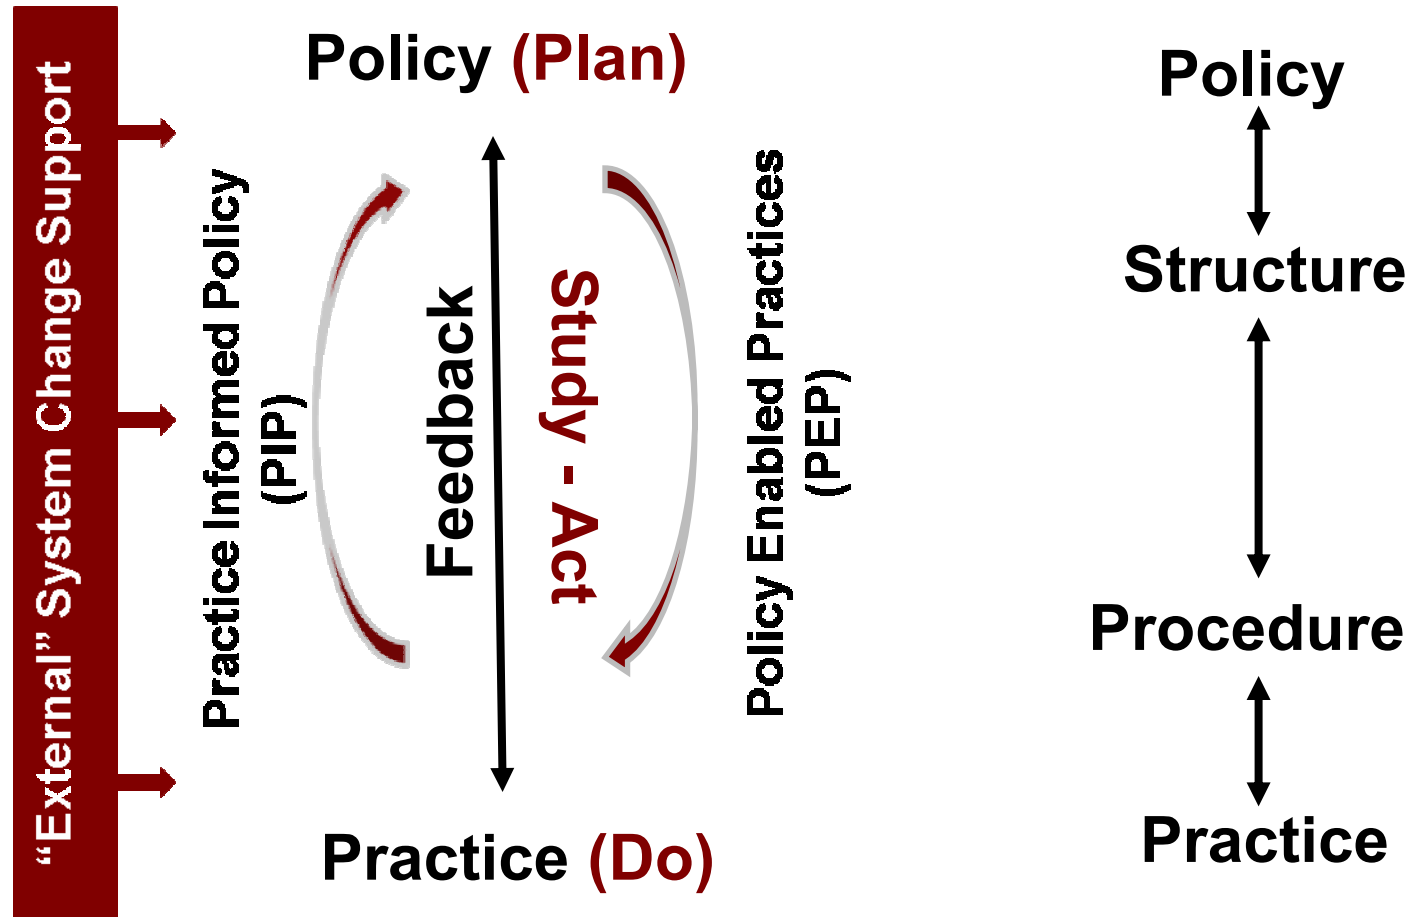 “External” System Change Support
Policy (Plan)
Practice Informed Policy
(PIP)
Feedback
Study - Act
Policy Enabled Practices
(PEP)
Practice (Do)
Policy
Structure
Procedure
Practice